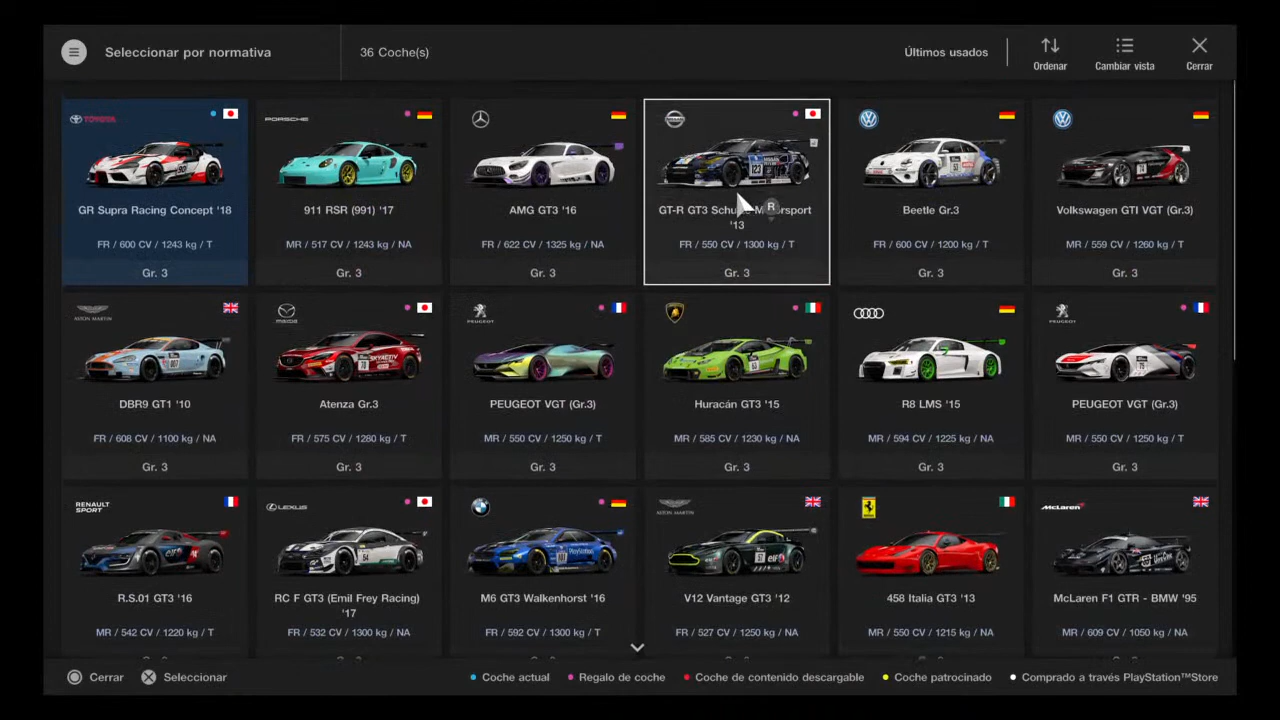 Seleccionar por normativa
36 Coche(s)
Últimos usados
Ordenar
Cambiar vista
Cerrar
TOYOTA
GR Supra Racing Concept '18
FR / 600 CV / 1243 kg / T
Gr. 3
PORSCHE
911 RSR (991) '17
MR / 517 CV / 1243 kg / NA
Gr. 3
AMG GT3 '16
FR / 622 CV / 1325 kg / NA
Gr. 3
GT-R GT3 Motorsport
'13
R
FR / 550 CV / 1300 kg / T
Gr. 3
Beetle Gr.3
FR / 600 CV / 1200 kg / T
Gr. 3
Volkswagen GTI VGT (Gr.3)
MR / 559 CV / 1260 kg / T
Gr. 3
ASTON MARTIN
DBR9 GT1 '10
FR / 608 CV / 1100 kg / NA
Gr. 3
mazda
Atenza Gr.3
FR / 575 CV / 1280 kg / T
Gr. 3
PEUGEOT
PEUGEOT VGT (Gr.3)
MR / 550 CV / 1250 kg / T
Gr. 3
Huracán GT3 '15
MR / 585 CV / 1230 kg / NA
Gr. 3
R8 LMS '15
MR / 594 CV / 1225 kg / NA
Gr. 3
PEUGEOT
PEUGEOT VGT (Gr.3)
MR / 550 CV / 1250 kg / T
Gr. 3
RENAULT
SPORT
R.S.01 GT3 '16
MR / 542 CV / 1220 kg / T
LEXUS
RC F GT3 (Emil Frey Racing)
'17
FR / 532 CV / 1300 kg / NA
M6 GT3 Walkenhorst '16
FR / 592 CV / 1300 kg / T
ASTON MARTIN
V12 Vantage GT3 '12
FR / 527 CV / 1250 kg / NA
458 Italia GT3 '13
MR / 550 CV / 1215 kg / NA
McLaren
McLaren F1 GTR - BMW '95
MR / 609 CV / 1050 kg / NA
Cerrar
Seleccionar
Coche actual
Regalo de coche
Coche de contenido descargable
Coche patrocinado
Comprado a través PlayStation™Store